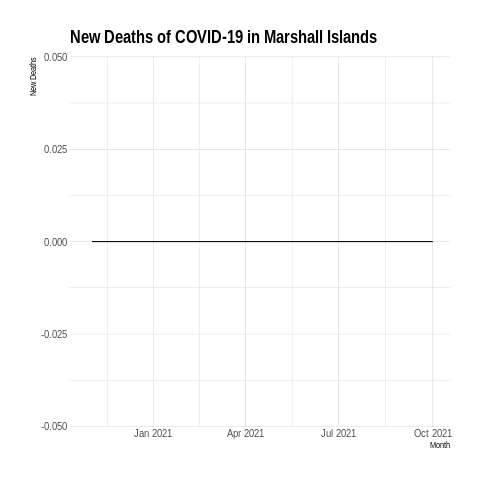 New Deaths of COVID-19 in Marshall Islands
New Deaths
0.050
0.025
0.000
-0.025
-0.050
Jan 2021 Apr 2021 Jul 2021 Oct 2021
Month